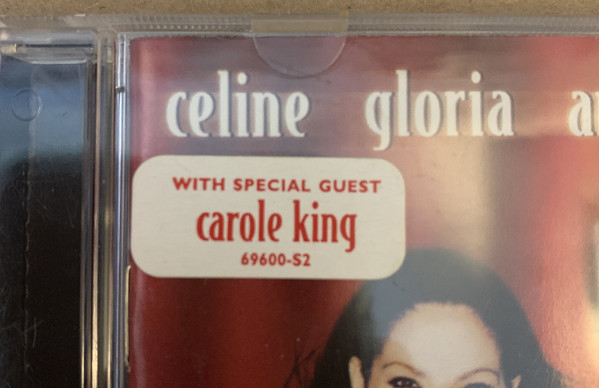 celine gloria
WITH SPECIAL GUEST
carole king
69600-S2